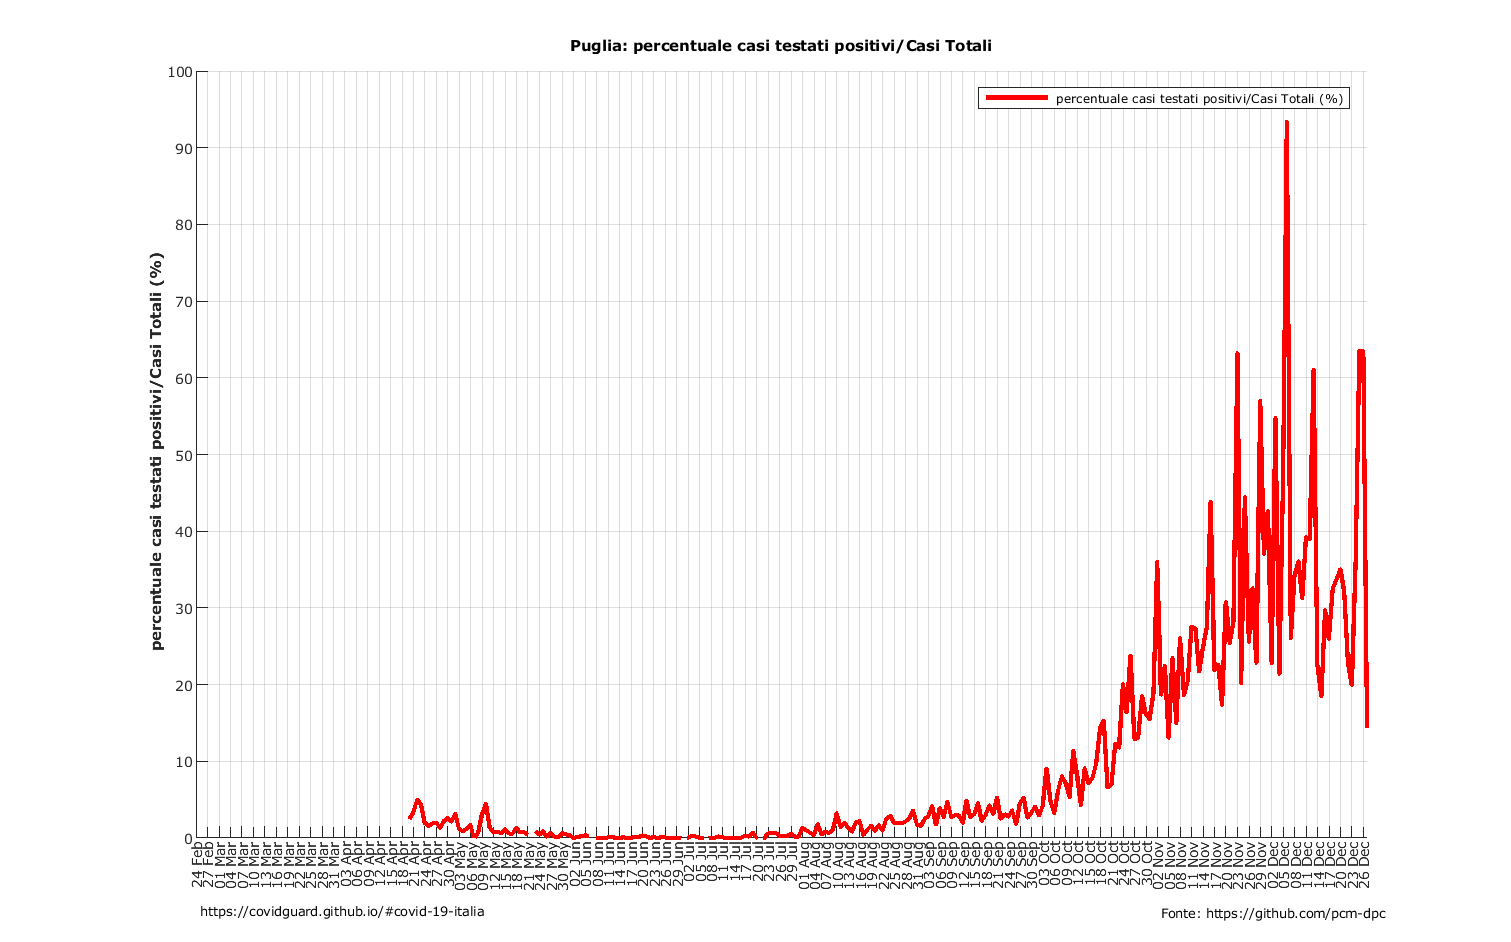 Puglia: percentuale casi testati positivi/Casi Totali
percentuale casi testati positivi/Casi Totali (%)
percentuale casi testati positivi/Casi Totali (%)
100
90
80
70
60
50
40
30
20
10
0
24 Feb
27 Feb
01 Mar
04 Mar
07 Mar
10 Mar
13 Mar
16 Mar
19 Mar
22 Mar
25 Mar
28 Mar
31 Mar
03 Apr
06 Apr
09 Apr
12 Apr
15 Apr
18 Apr
21 Apr
24 Apr
27 Apr
30 Apr
03 May
06 May
09 May
12 May
15 May
18 May
21 May
24 May
27 May
30 May
02 Jun
05 Jun
08 Jun
11 Jun
14 Jun
17 Jun
20 Jun
23 Jun
26 Jun
29 Jun
02 Jul
05 Jul
08 Jul
11 Jul
14 Jul
17 Jul
20 Jul
23 Jul
26 Jul
29 Jul
01 Aug
04 Aug
07 Aug
10 Aug
13 Aug
16 Aug
19 Aug
22 Aug
25 Aug
28 Aug
31 Aug
03 Sep
06 Sep
09 Sep
12 Sep
15 Sep
18 Sep
21 Sep
24 Sep
27 Sep
30 Sep
03 Oct
06 Oct
09 Oct
12 Oct
15 Oct
18 Oct
21 Oct
24 Oct
27 Oct
30 Oct
02 Nov
05 Nov
08 Nov
11 Nov
14 Nov
17 Nov
20 Nov
23 Nov
26 Nov
29 Nov
02 Dec
05 Dec
08 Dec
11 Dec
14 Dec
17 Dec
20 Dec
23 Dec
26 Dec
https://covidguard.github.io/#covid-19-italia
Fonte: https://github.com/pcm-dpc